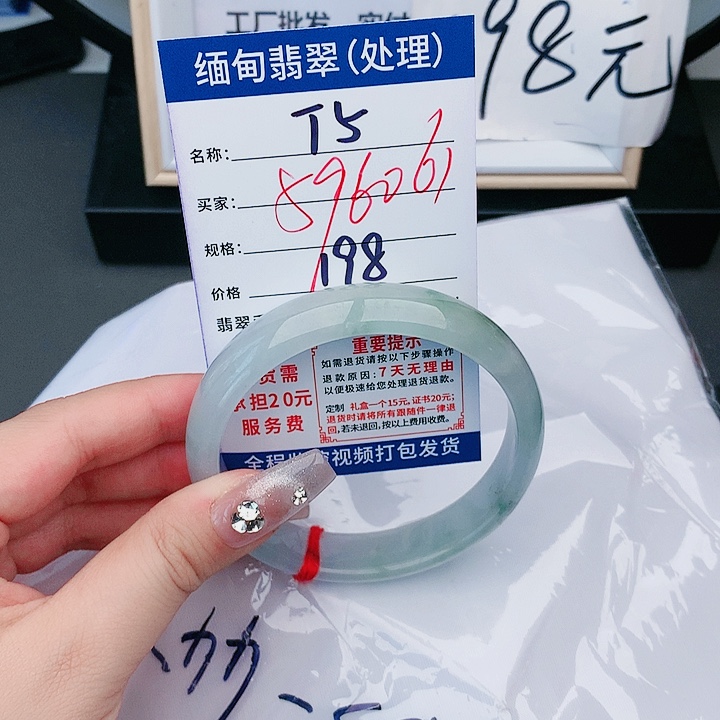 工厂批发 实付
98元
缅甸翡翠(处理)
名称: T5
买家: 596061
规格:
198
价格
翡翠
重要提示
如需退货请按以下步骤操作
退款原因:7天无理由
以便极速给您处理退货退款。
定制 礼盒一个15元,证书20元;
退货时请将所有跟随件一律退
回,若未退回,按以上费用收费。
货需
承担20元
服务费
全程 视频打包发货